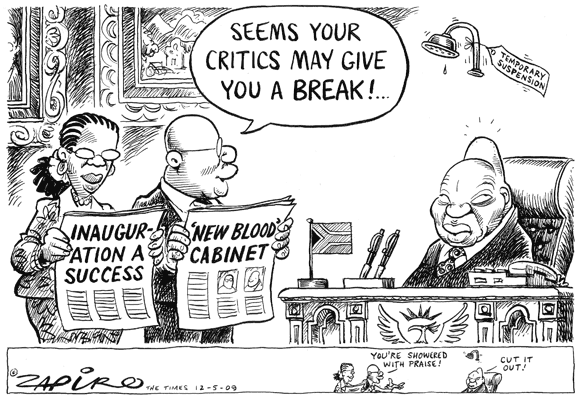 SEEMS YOUR
CRITICS MAY GIVE
YOU A BREAK!...
TEMPORARY
SUSPENSION
INAUGUR-
ATION A
SUCCESS
'NEW BLOOD'
CABINET
© ZAPIRO
THE TIMES 12-5-09
YOU'RE SHOWERED
WITH PRAISE!
CUT IT
OUT!